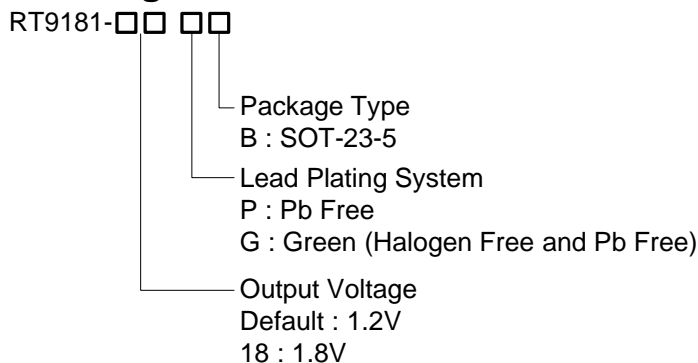 RT9181-□□ □□
Package Type
B : SOT-23-5
Lead Plating System
P : Pb Free
G : Green (Halogen Free and Pb Free)
Output Voltage
Default : 1.2V
18 : 1.8V